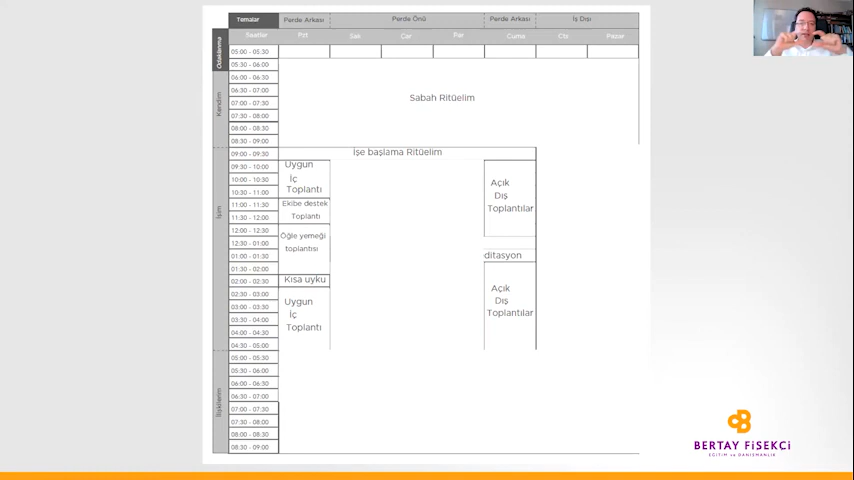 Temalar Perde Arkası Perde Önü Perde Arkası İş Dışı
Saatler Pzt Salı Çar Per Cuma Cts Pazar
Odaklanma
05:00 - 05:30
05:30 - 06:00
Kendim
06:00 - 06:30
06:30 - 07:00
Sabah Ritüelim
07:00 - 07:30
07:30 - 08:00
08:00 - 08:30
08:30 - 09:00
İşim
09:00 - 09:30 İşe başlama Ritüelim
09:30 - 10:00
10:00 - 10:30
10:30 - 11:00
Uygun
İç
Toplantı
Açık
Dış
Toplantılar
11:00 - 11:30
11:30 - 12:00
Ekibe destek
Toplantı
12:00 - 12:30
12:30 - 01:00
01:00 - 01:30
01:30 - 02:00
Öğle yemeği
toplantısı
ditasyon
02:00 - 02:30 Kısa uyku
02:30 - 03:00
03:00 - 03:30
03:30 - 04:00
04:00 - 04:30
04:30 - 05:00
Uygun
İç
Toplantı
Açık
Dış
Toplantılar
İlişkilerim
05:00 - 05:30
05:30 - 06:00
06:00 - 06:30
06:30 - 07:00
07:00 - 07:30
07:30 - 08:00
08:00 - 08:30
08:30 - 09:00
BERTAY FİŞEKÇİ
EĞİTİM ve DANIŞMANLIK